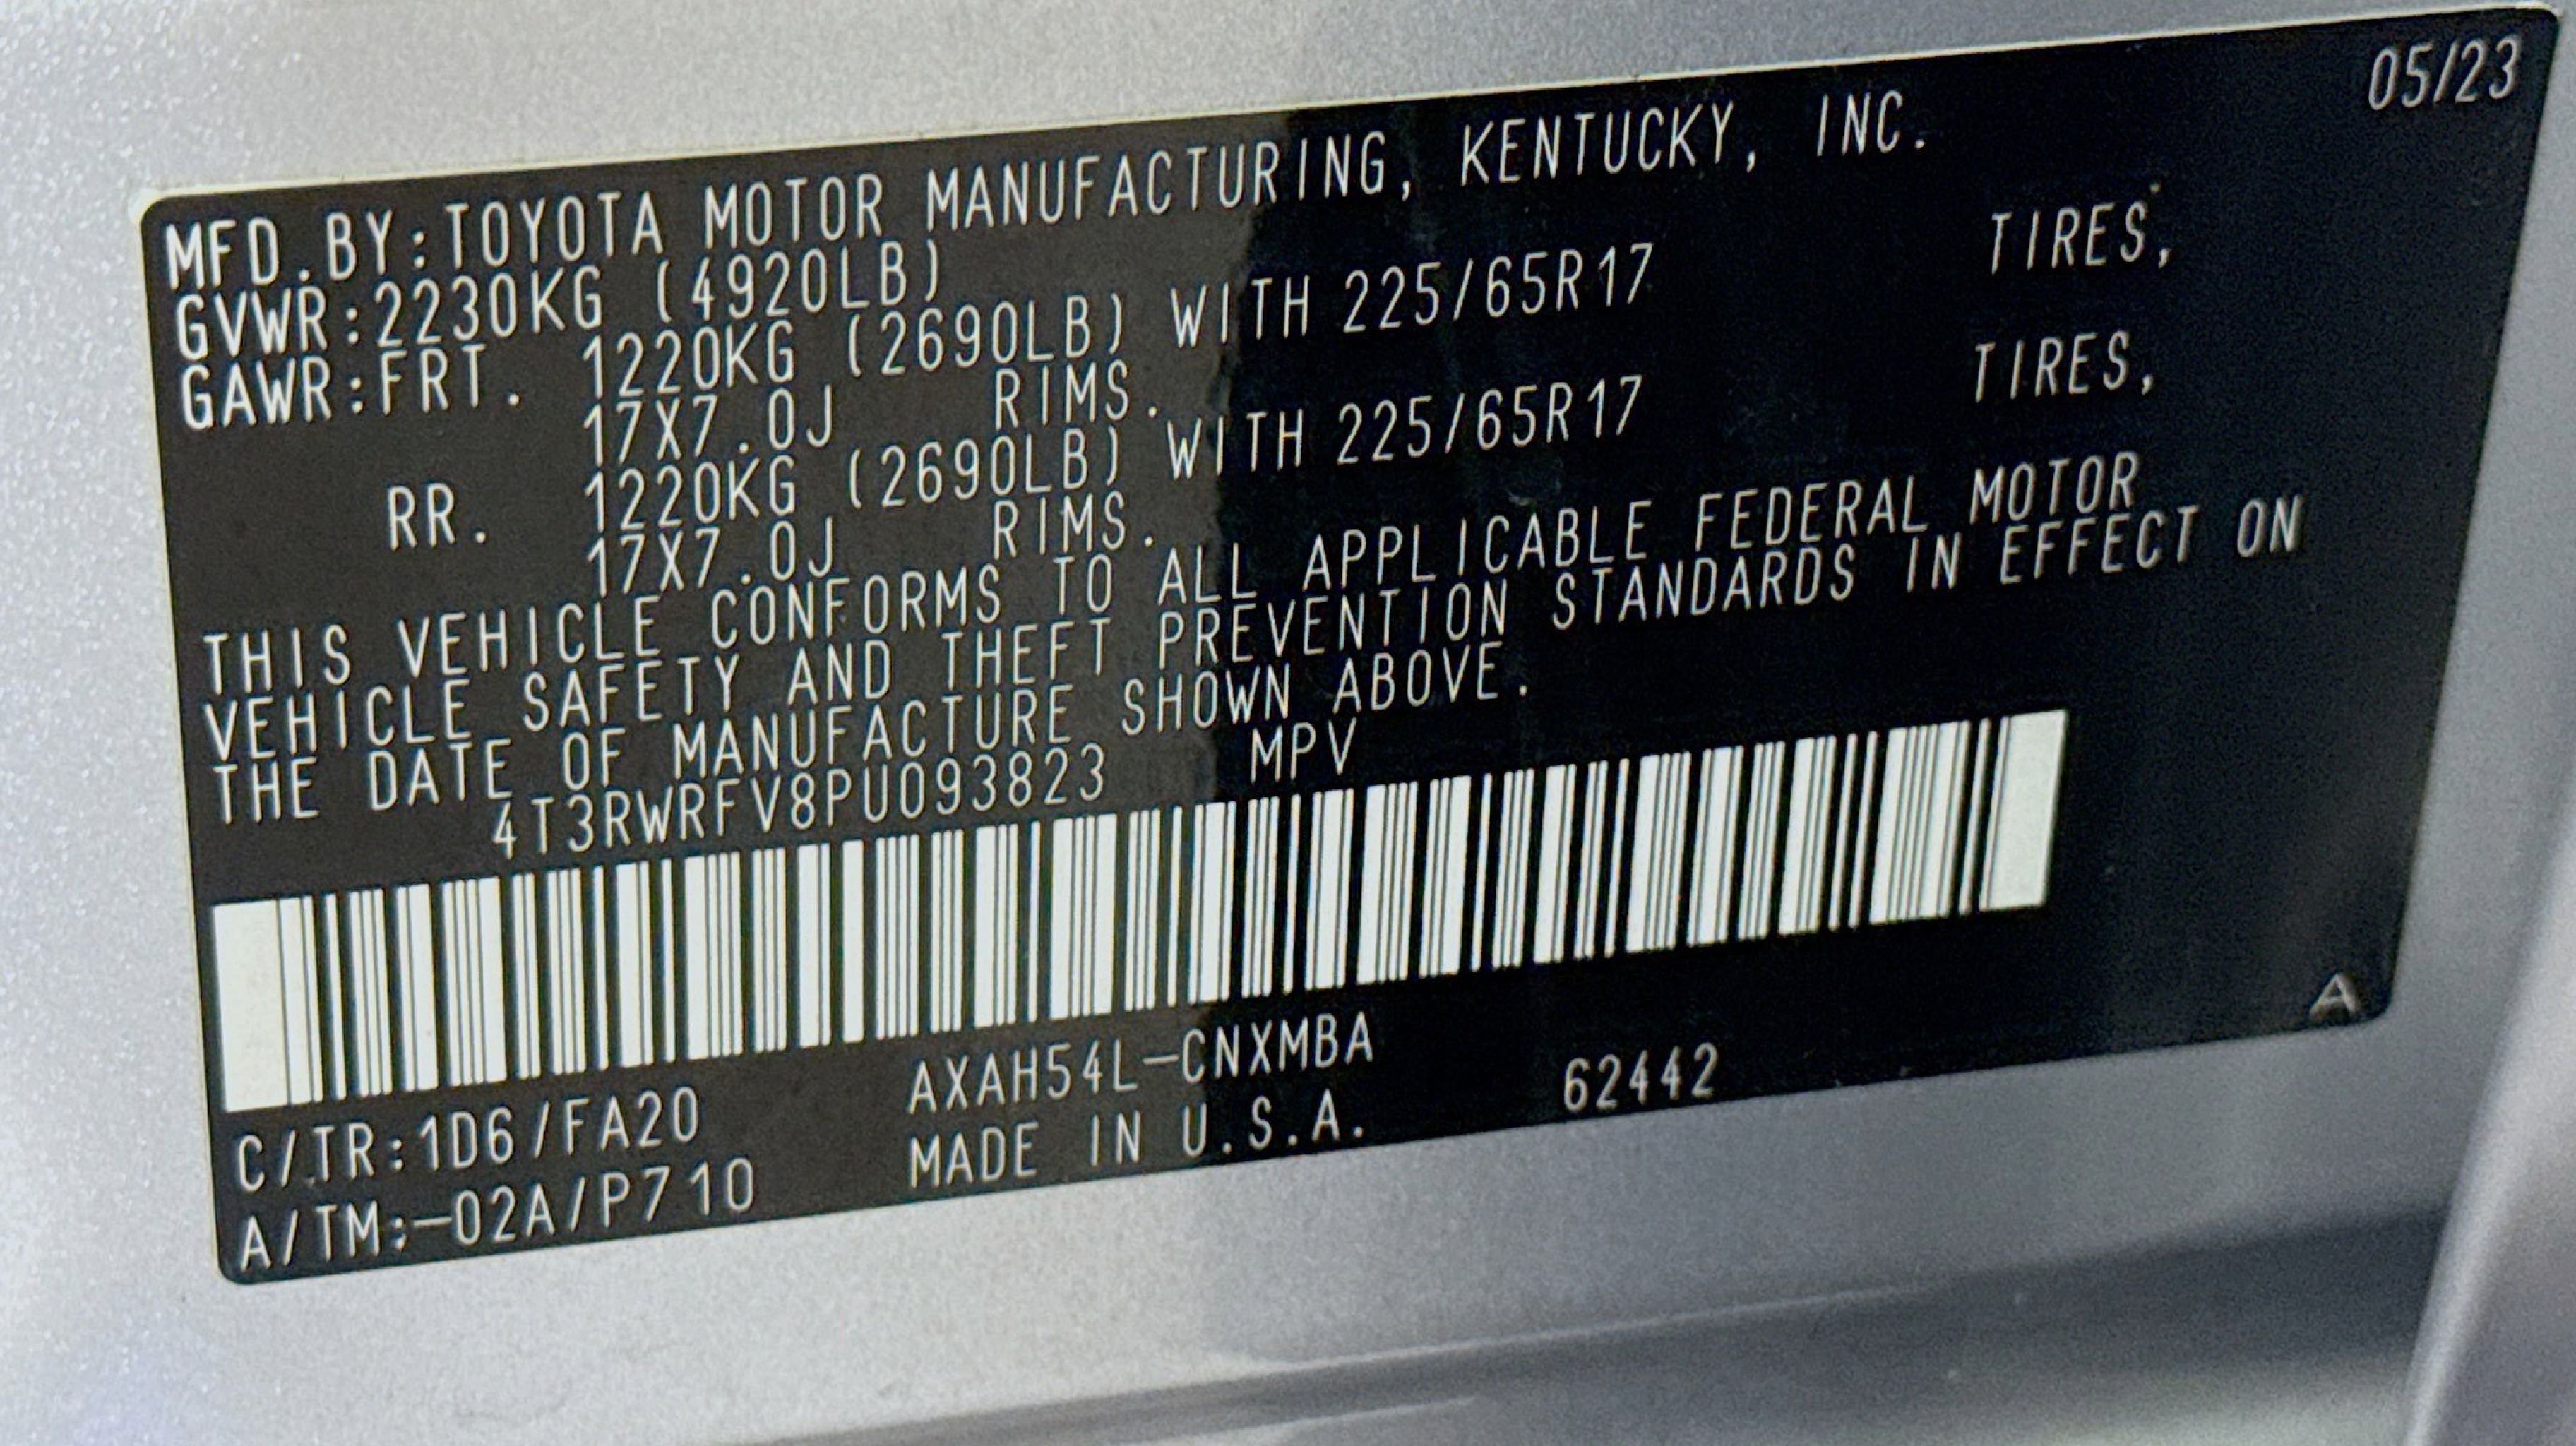 05/23
MFD.BY:TOYOTA MOTOR MANUFACTURING, KENTUCKY, INC.
GVWR:2230KG (4920LB)
GAWR:FRT. 1220KG (2690LB) WITH 225/65R17 TIRES,
17X7.0J RIMS.
RR. 1220KG (2690LB) WITH 225/65R17 TIRES,
17X7.0J RIMS.
THIS VEHICLE CONFORMS TO ALL APPLICABLE FEDERAL MOTOR
VEHICLE SAFETY AND THEFT PREVENTION STANDARDS IN EFFECT ON
THE DATE OF MANUFACTURE SHOWN ABOVE.
4T3RWRFV8PU093823 MPV
C/TR:1D6/FA20 AXAH54L-CNXMBA 62442
A/TM:-02A/P710 MADE IN U.S.A.
A